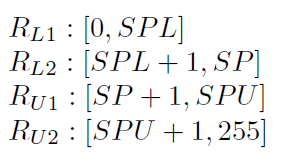 R_{L1} : [0, SPL]
R_{L2} : [SPL + 1, SP]
R_{U1} : [SP + 1, SPU]
R_{U2} : [SPU + 1, 255]